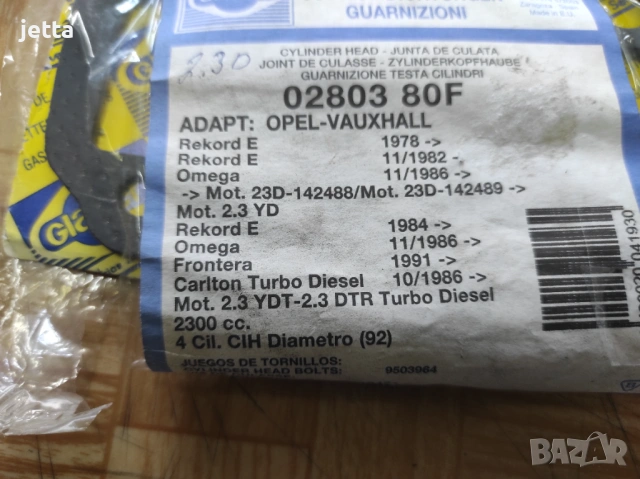 jetta
GUARNIZIONI
Made in E.U.
2.3D
CYLINDER HEAD - JUNTA DE CULATA
JOINT DE CULASSE - ZYLINDERKOPFHAUBE
GUARNIZIONE TESTA CILINDRI
02803 80F
ADAPT: OPEL-VAUXHALL
Rekord E 1978 ->
Rekord E 11/1982 -
Omega 11/1986 ->
-> Mot. 23D-142488/Mot. 23D-142489 ->
Mot. 2.3 YD
Rekord E 1984 ->
Omega 11/1986 ->
Frontera 1991 ->
Carlton Turbo Diesel 10/1986 ->
Mot. 2.3 YDT-2.3 DTR Turbo Diesel
2300 cc.
4 Cil. CIH Diametro (92)
JUEGOS DE TORNILLOS:
CYLINDER HEAD BOLTS: 9503964
BAZAR